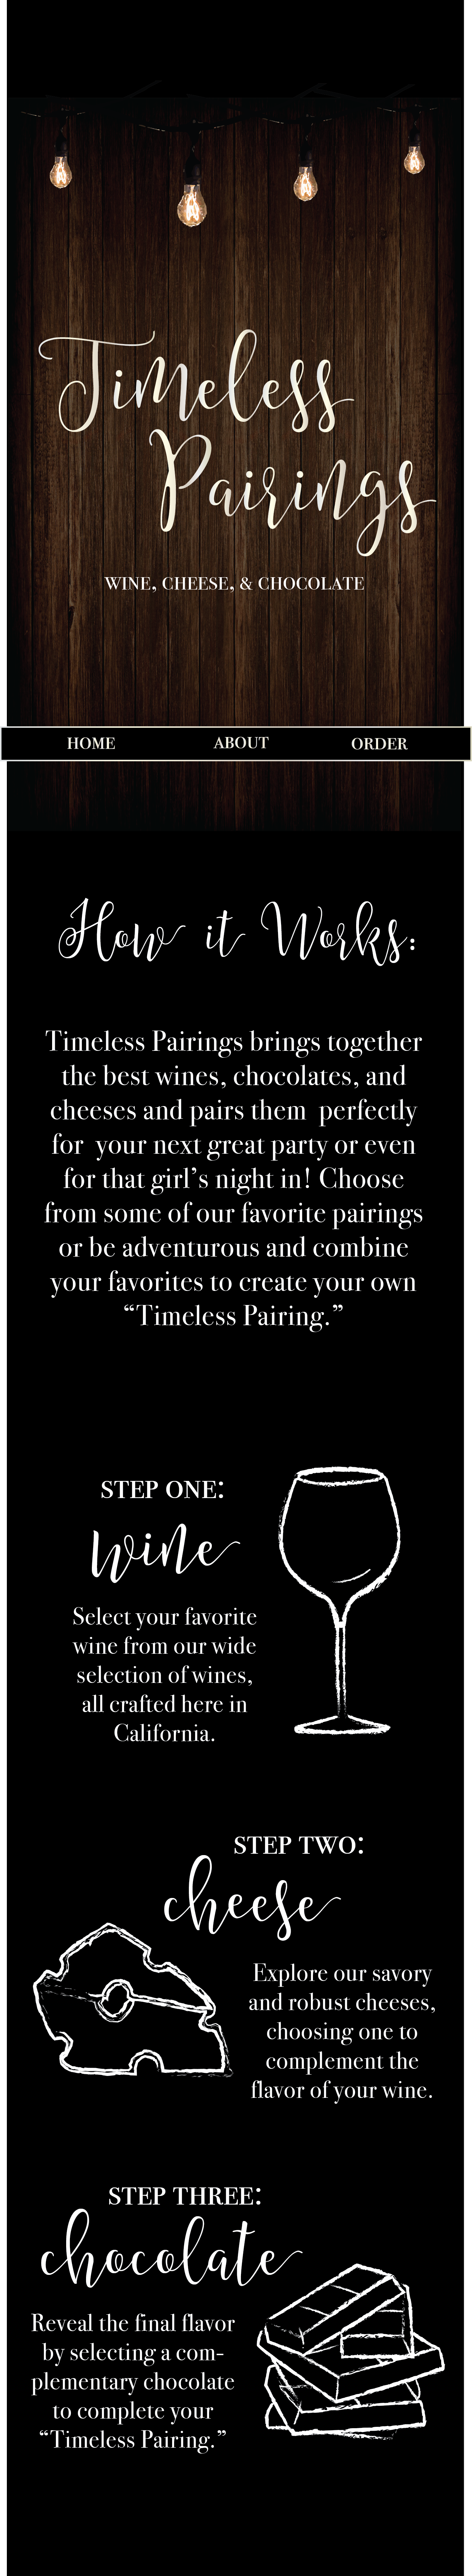 Timeless
Pairings
WINE, CHEESE, & CHOCOLATE
HOME ABOUT ORDER
How it Works:
Timeless Pairings brings together
the best wines, chocolates, and
cheeses and pairs them perfectly
for your next great party or even
for that girl’s night in! Choose
from some of our favorite pairings
or be adventurous and combine
your favorites to create your own
“Timeless Pairing.”
STEP ONE:
wine
Select your favorite
wine from our wide
selection of wines,
all crafted here in
California.
STEP TWO:
cheese
Explore our savory
and robust cheeses,
choosing one to
complement the
flavor of your wine.
STEP THREE:
chocolate
Reveal the final flavor
by selecting a com-
plementary chocolate
to complete your
“Timeless Pairing.”